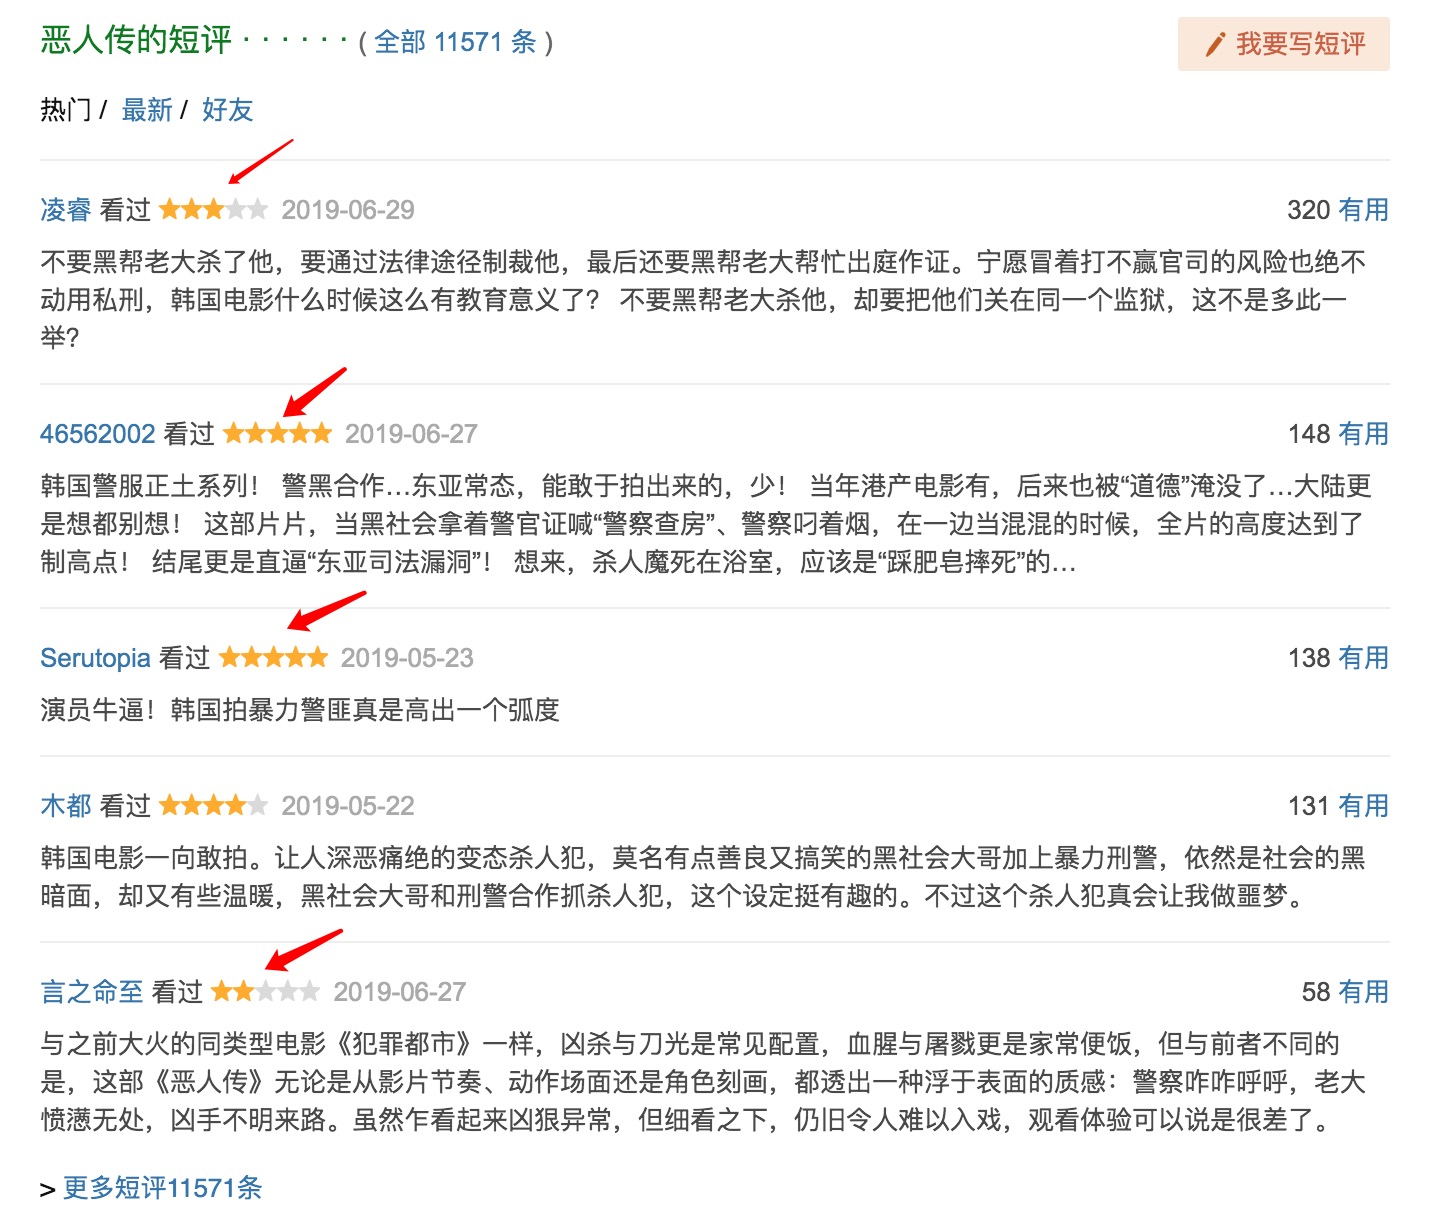 恶人传的短评 · · · · · · ( 全部 11571 条 )
我要写短评
热门 / 最新 / 好友
凌睿 看过 2019-06-29
320 有用
不要黑帮老大杀了他，要通过法律途径制裁他，最后还要黑帮老大帮忙出庭作证。宁愿冒着打不赢官司的风险也绝不
动用私刑，韩国电影什么时候这么有教育意义了？ 不要黑帮老大杀他，却要把他们关在同一个监狱，这不是多此一
举？
46562002 看过 2019-06-27
148 有用
韩国警服正土系列！ 警黑合作…东亚常态，能敢于拍出来的，少！ 当年港产电影有，后来也被“道德”淹没了…大陆更
是想都别想！ 这部片片，当黑社会拿着警官证喊“警察查房”、警察叼着烟，在一边当混混的时候，全片的高度达到了
制高点！ 结尾更是直逼“东亚司法漏洞”！ 想来，杀人魔死在浴室，应该是“踩肥皂摔死”的...
Serutopia 看过 2019-05-23
138 有用
演员牛逼！韩国拍暴力警匪真是高出一个弧度
木都 看过 2019-05-22
131 有用
韩国电影一向敢拍。让人深恶痛绝的变态杀人犯，莫名有点善良又搞笑的黑社会大哥加上暴力刑警，依然是社会的黑
暗面，却又有些温暖，黑社会大哥和刑警合作抓杀人犯，这个设定挺有趣的。不过这个杀人犯真会让我做噩梦。
言之命至 看过 2019-06-27
58 有用
与之前大火的同类型电影《犯罪都市》一样，凶杀与刀光是常见配置，血腥与屠戮更是家常便饭，但与前者不同的
是，这部《恶人传》无论是从影片节奏、动作场面还是角色刻画，都透出一种浮于表面的质感：警察咋咋呼呼，老大
愤懑无处，凶手不明来路。虽然乍看起来凶狠异常，但细看之下，仍旧令人难以入戏，观看体验可以说是很差了。
> 更多短评11571条